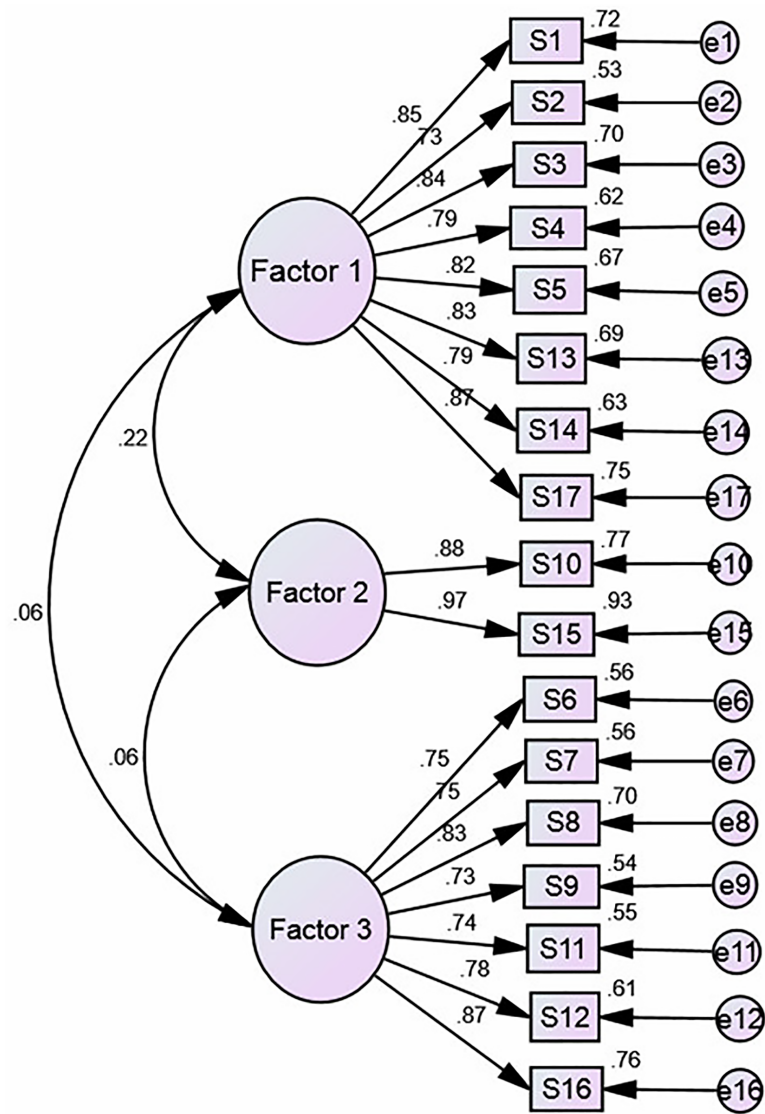 .72
S1
e1
.53
.85
S2
e2
.73
.70
S3
e3
.84
.62
S4
e4
.79
.67
Factor 1
.82
S5
e5
.83
.69
S13
e13
.79
.63
.87
S14
e14
.22
.75
S17
e17
.77
.88
S10
e10
Factor 2
.97
.93
S15
e15
.06
.56
S6
e6
.56
.06
.75
S7
e7
.75
.70
S8
e8
.83
.54
.73
S9
e9
.55
Factor 3
.74
S11
e11
.78
.61
S12
e12
.87
.76
S16
e16